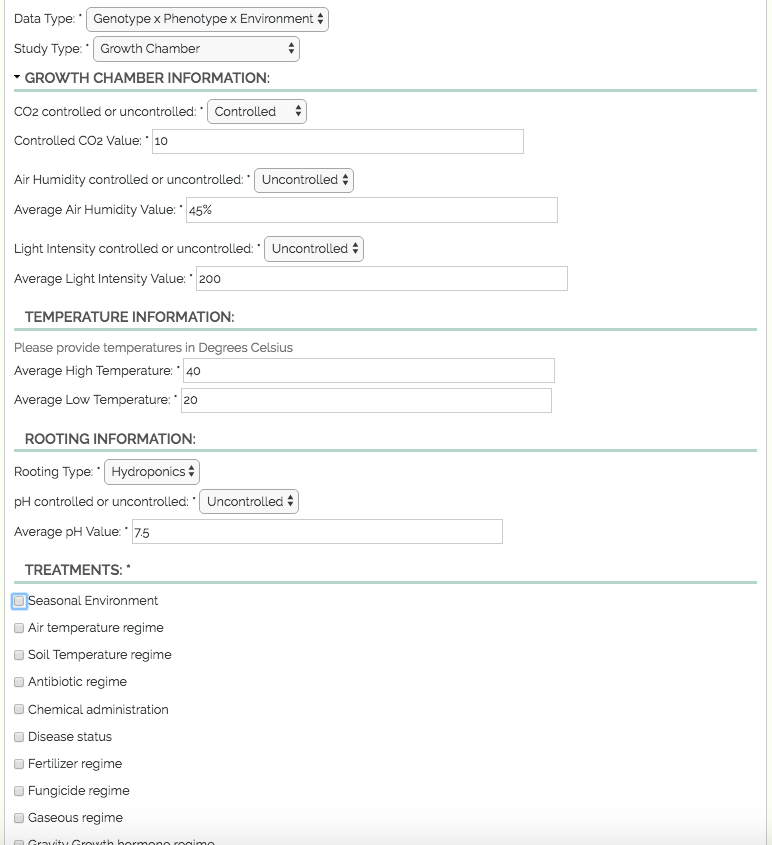 Data Type: * Genotype x Phenotype x Environment
Study Type: * Growth Chamber
GROWTH CHAMBER INFORMATION:
CO2 controlled or uncontrolled: * Controlled
Controlled CO2 Value: * 10
Air Humidity controlled or uncontrolled: * Uncontrolled
Average Air Humidity Value: * 45%
Light Intensity controlled or uncontrolled: * Uncontrolled
Average Light Intensity Value: * 200
TEMPERATURE INFORMATION:
Please provide temperatures in Degrees Celsius
Average High Temperature: * 40
Average Low Temperature: * 20
ROOTING INFORMATION:
Rooting Type: * Hydroponics
pH controlled or uncontrolled: * Uncontrolled
Average pH Value: * 7.5
TREATMENTS: *
Seasonal Environment
Air temperature regime
Soil Temperature regime
Antibiotic regime
Chemical administration
Disease status
Fertilizer regime
Fungicide regime
Gaseous regime
Gravity Growth hormone regime